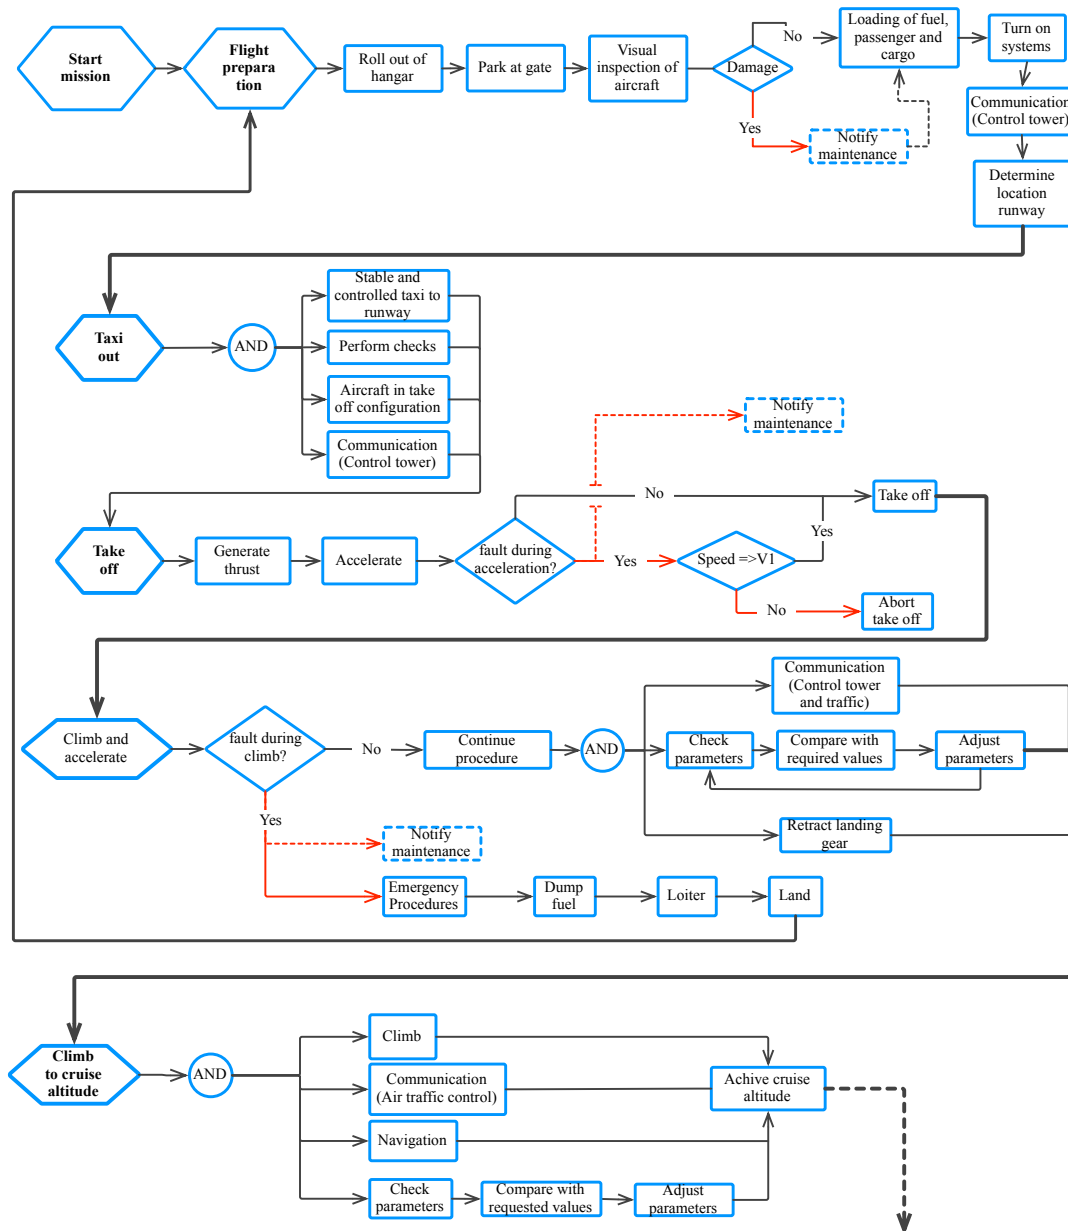 Start
mission
Flight
prepara
tion
Roll out of
hangar
Park at gate
Visual
inspection of
aircraft
Damage
No
Yes
Loading of fuel,
passenger and
cargo
Notify
maintenance
Turn on
systems
Communication
(Control tower)
Determine
location
runway
Taxi
out
AND
Stable and
controlled taxi to
runway
Perform checks
Aircraft in take
off configuration
Communication
(Control tower)
Notify
maintenance
Take
off
Generate
thrust
Accelerate
fault during
acceleration?
No
Yes
Speed =>V1
Yes
No
Take off
Abort
take off
Climb and
accelerate
fault during
climb?
No
Yes
Continue
procedure
AND
Communication
(Control tower
and traffic)
Check
parameters
Compare with
required values
Adjust
parameters
Retract landing
gear
Notify
maintenance
Emergency
Procedures
Dump
fuel
Loiter
Land
Climb
to cruise
altitude
AND
Climb
Communication
(Air traffic control)
Navigation
Check
parameters
Compare with
requested values
Adjust
parameters
Achive cruise
altitude